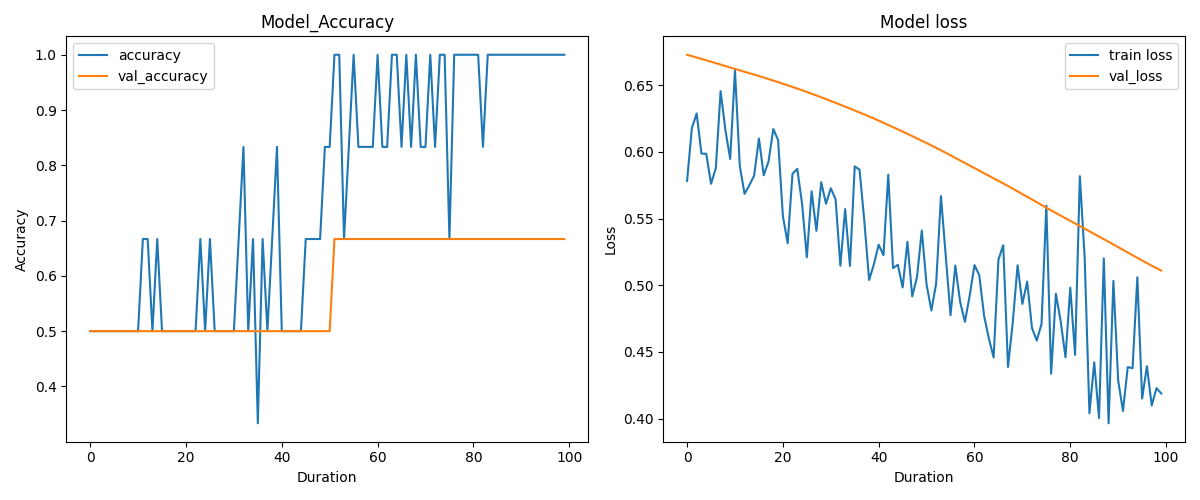 Model_Accuracy
accuracy
val_accuracy
1.0
0.9
0.8
0.7
0.6
0.5
0.4
Accuracy
0 20 40 60 80 100
Duration
Model loss
train loss
val_loss
0.65
0.60
0.55
0.50
0.45
0.40
Loss
0 20 40 60 80 100
Duration